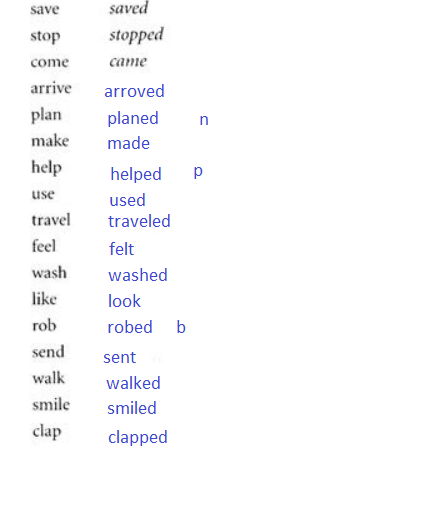 save saved
stop stopped
come came
arrive arroved
plan planed n
make made
help helped p
use used
travel traveled
feel felt
wash washed
like look
rob robed b
send sent
walk walked
smile smiled
clap clapped